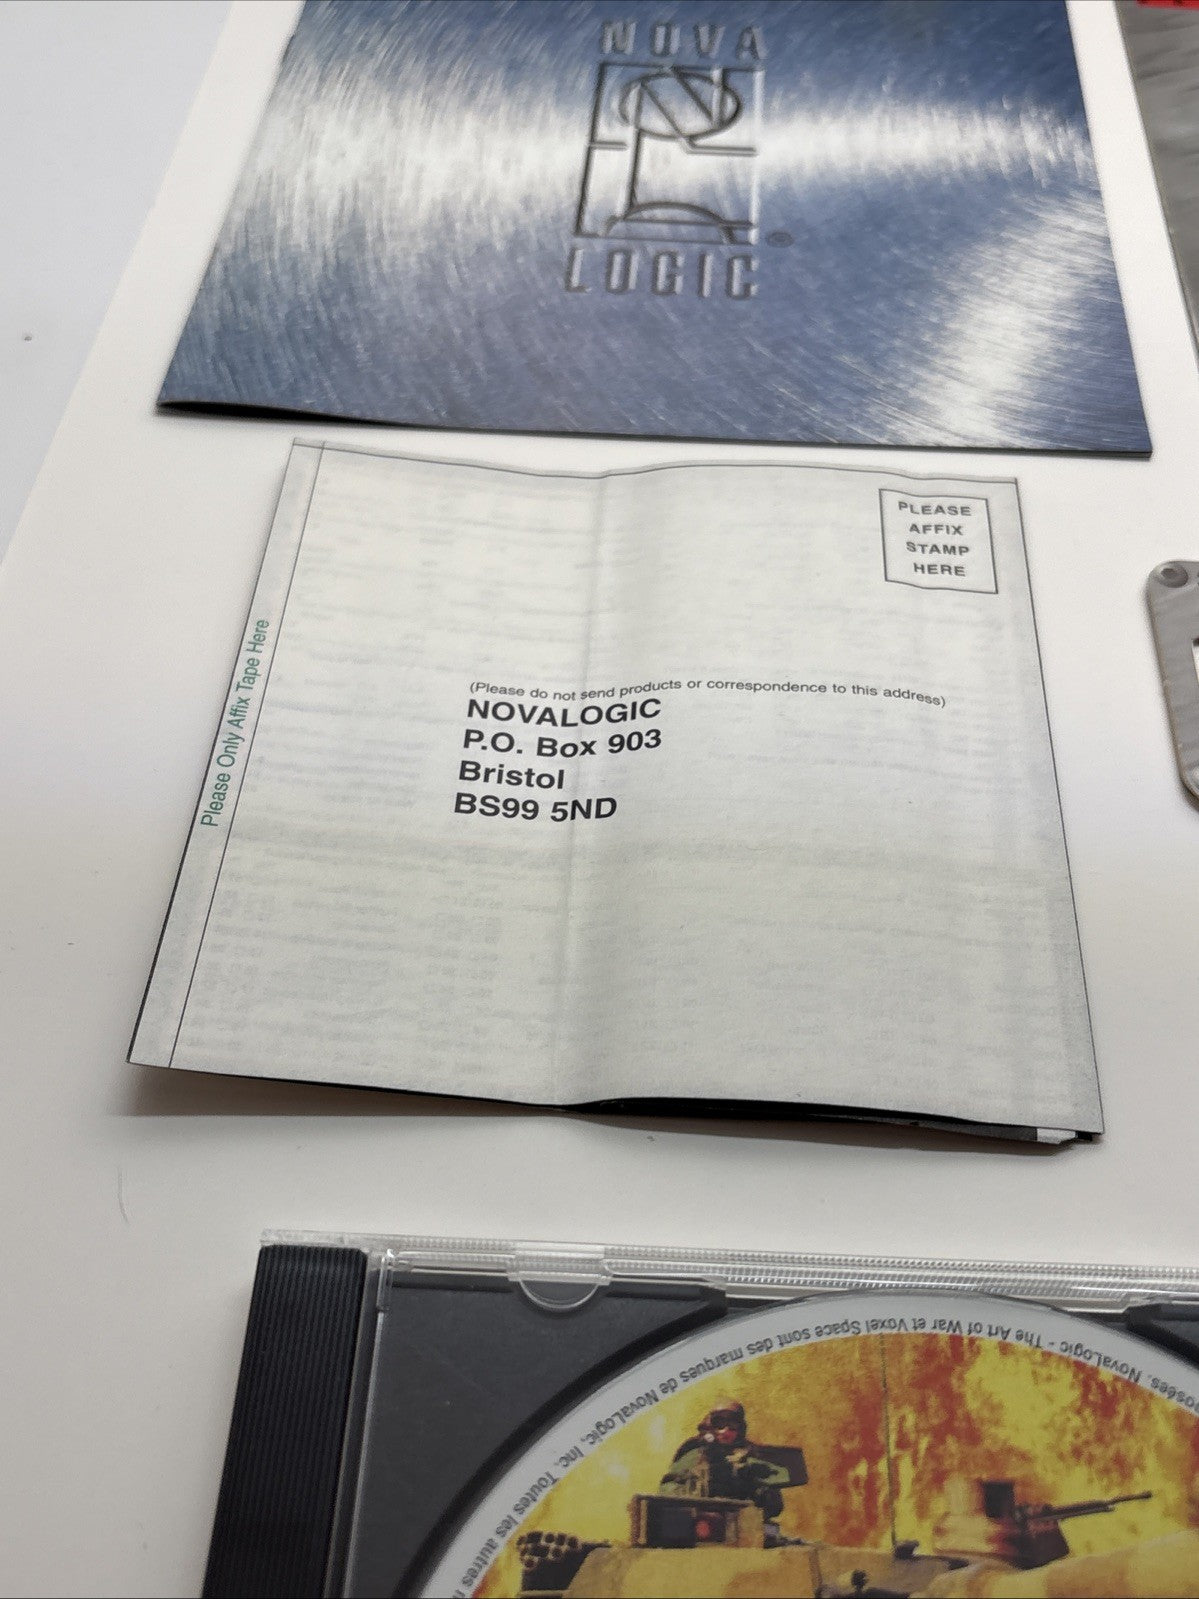 NOVA
LOGIC
®
PLEASE
AFFIX
STAMP
HERE
Please Only Affix Tape Here
(Please do not send products or correspondence to this address)
NOVALOGIC
P.O. Box 903
Bristol
BS99 5ND
posées. NovaLogic - The Art of War et Voxel Space sont des marques de NovaLogic, Inc. Toutes les autres